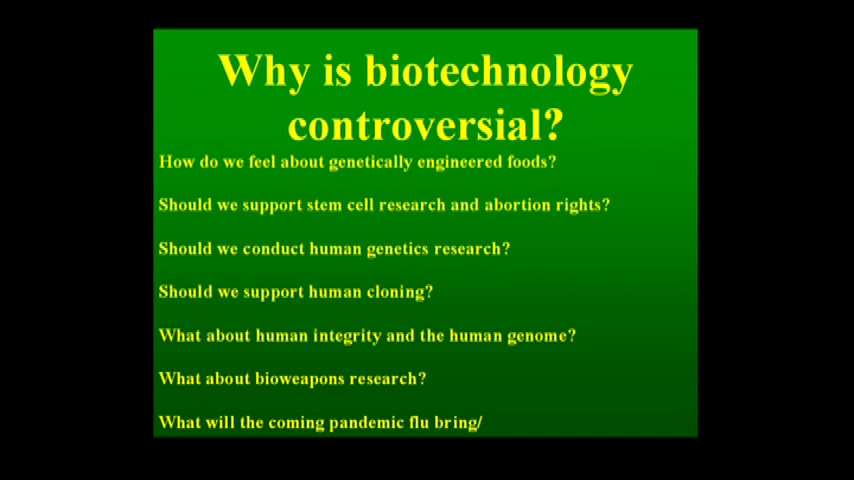 Why is biotechnology
controversial?
How do we feel about genetically engineered foods?
Should we support stem cell research and abortion rights?
Should we conduct human genetics research?
Should we support human cloning?
What about human integrity and the human genome?
What about bioweapons research?
What will the coming pandemic flu bring/